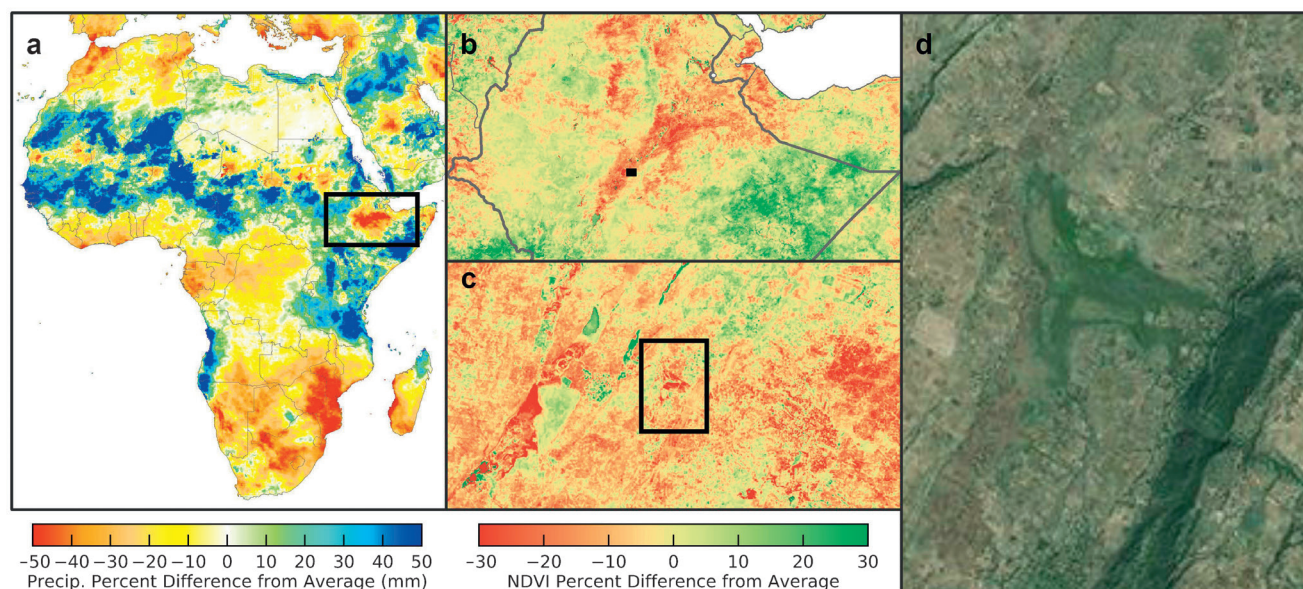 a
b
c
d
−50 −40 −30 −20 −10 0 10 20 30 40 50
Precip. Percent Difference from Average (mm)
−30 −20 −10 0 10 20 30
NDVI Percent Difference from Average